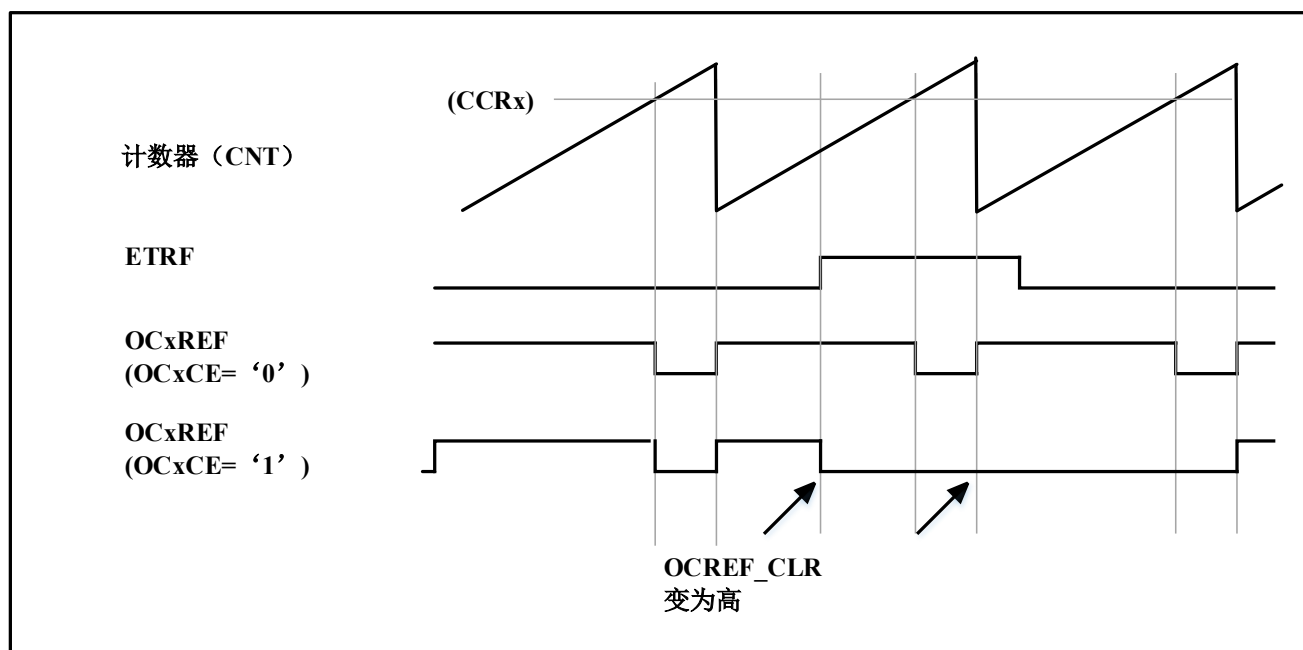 (CCRx)
计数器（CNT）
ETRF
OCxREF
(OCxCE=‘0’)
OCxREF
(OCxCE=‘1’)
OCREF_CLR
变为高